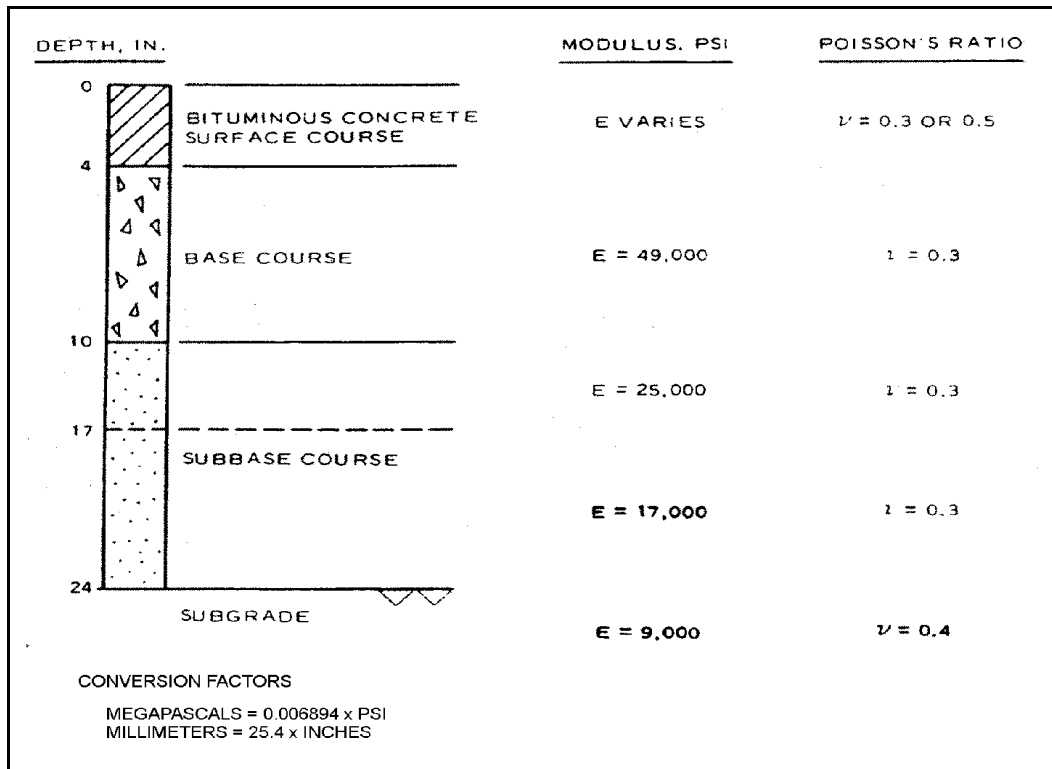 DEPTH, IN.
MODULUS, PSI
POISSON'S RATIO
0
BITUMINOUS CONCRETE
SURFACE COURSE
E VARIES
ν = 0.3 OR 0.5
4
BASE COURSE
E = 49,000
ι = 0.3
10
E = 25,000
ι = 0.3
17
SUBBASE COURSE
E = 17,000
ι = 0.3
24
SUBGRADE
E = 9,000
ν = 0.4
CONVERSION FACTORS
MEGAPASCALS = 0.006894 x PSI
MILLIMETERS = 25.4 x INCHES